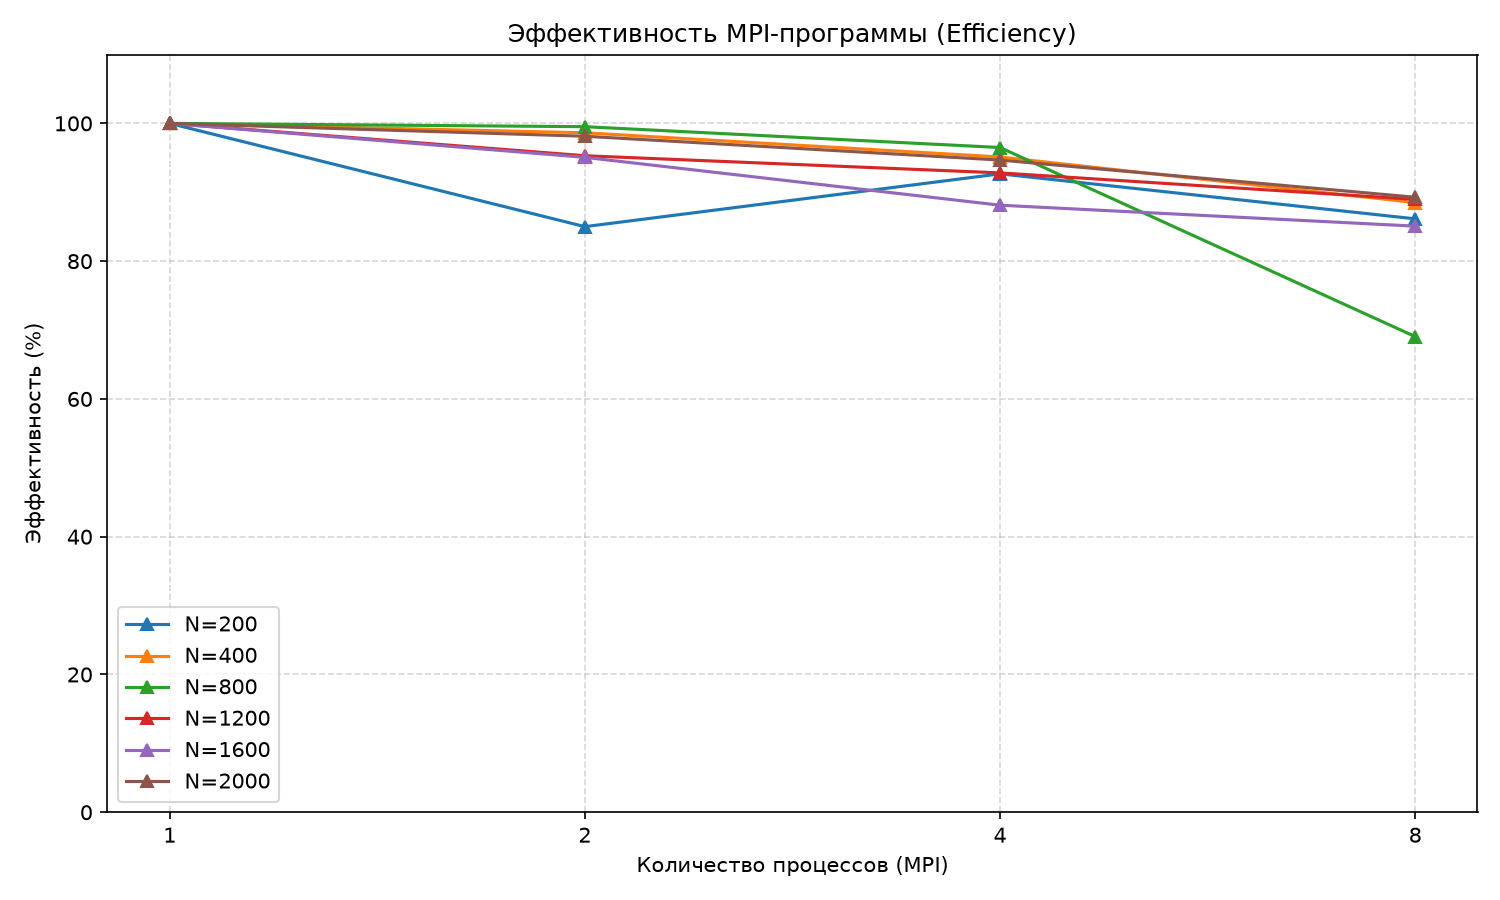 Эффективность MPI-программы (Efficiency)
Эффективность (%)
100
80
60
40
20
0
N=200
N=400
N=800
N=1200
N=1600
N=2000
1 2 4 8
Количество процессов (MPI)